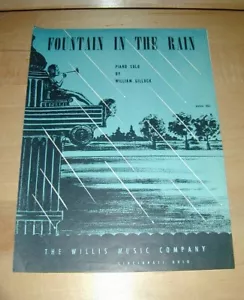 FOUNTAIN IN THE RAIN
PIANO SOLO
BY
WILLIAM GILLOCK
THE WILLIS MUSIC COMPANY
CINCINNATI OHIO